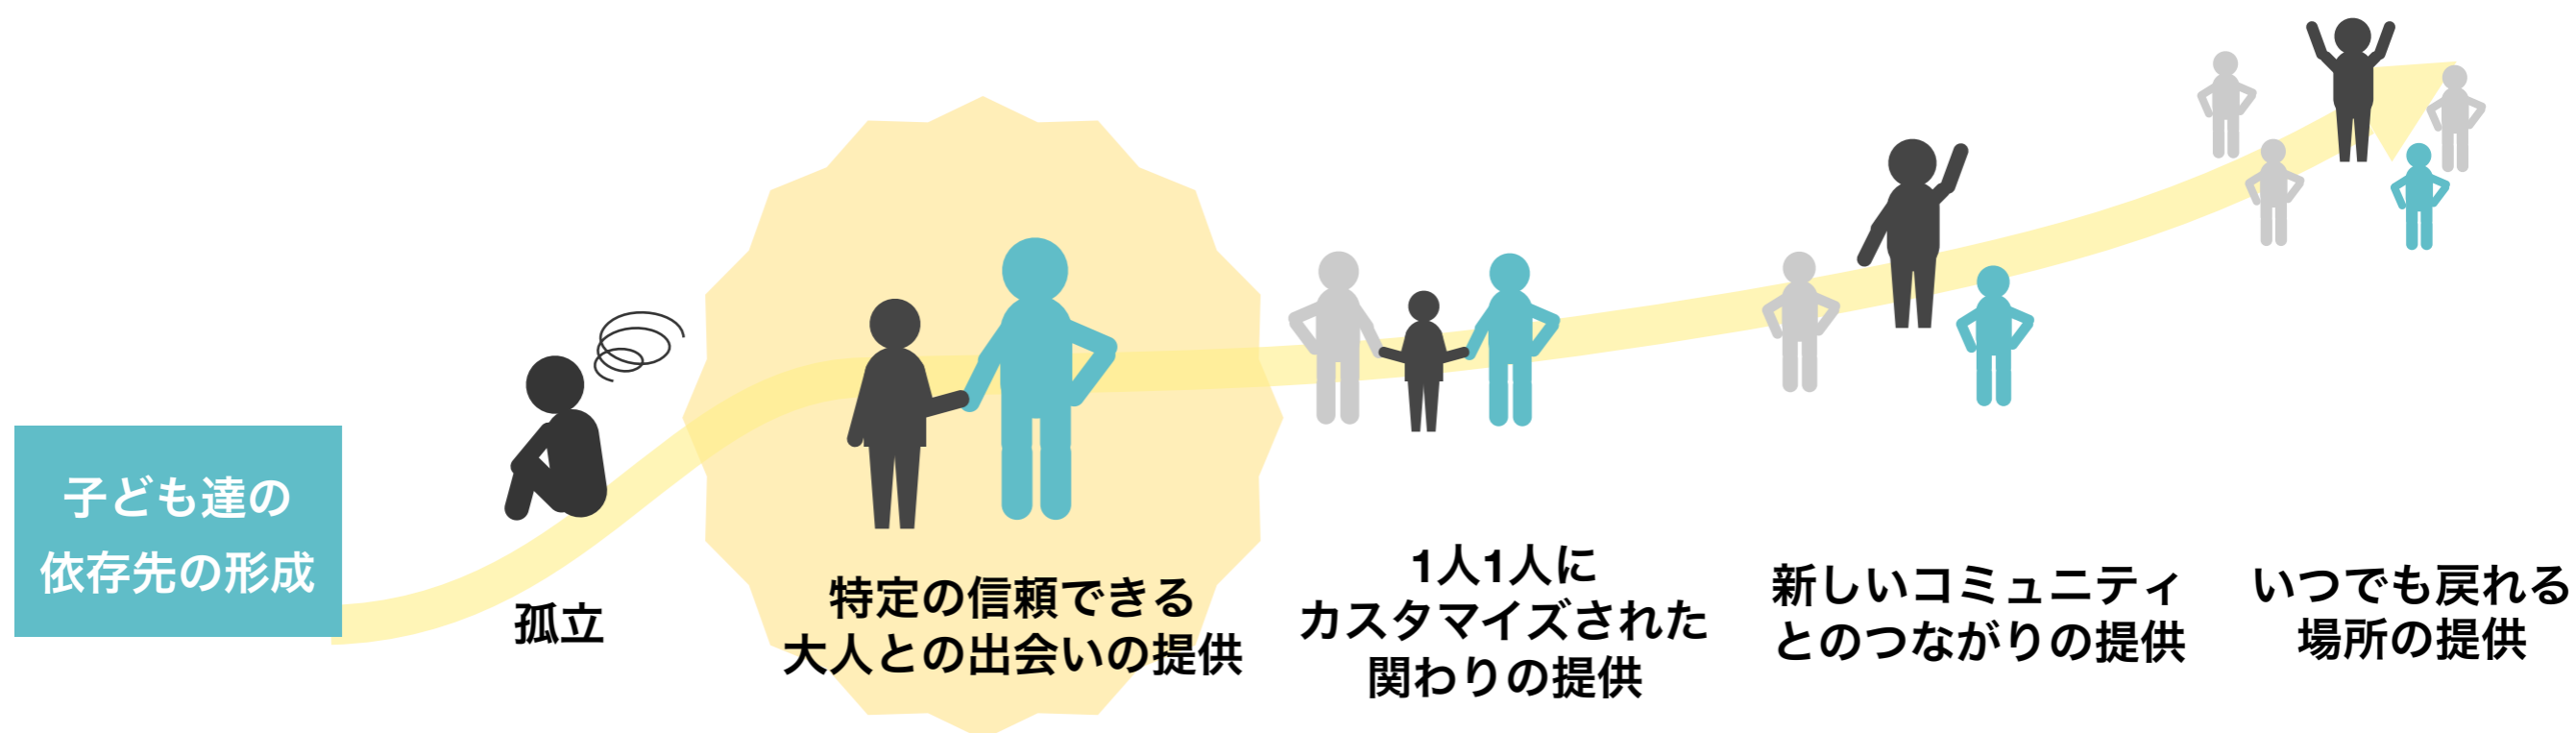 子ども達の
依存先の形成
孤立
特定の信頼できる
大人との出会いの提供
1人1人に
カスタマイズされた
関わりの提供
新しいコミュニティ
とのつながりの提供
いつでも戻れる
場所の提供